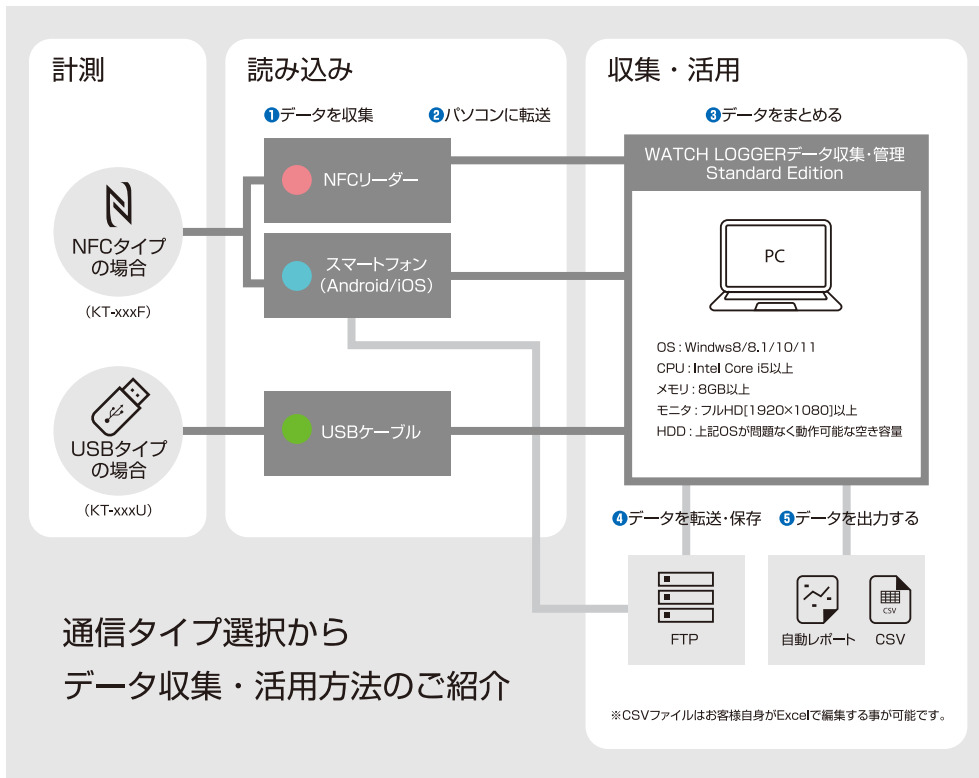 計測
NFCタイプ
の場合
（KT-xxxF）
USBタイプ
の場合
（KT-xxxU）
読み込み
❶データを収集
❷パソコンに転送
NFCリーダー
スマートフォン
（Android/iOS）
USBケーブル
収集・活用
❸データをまとめる
WATCH LOGGERデータ収集・管理
Standard Edition
PC
OS : Windws8/8.1/10/11
CPU : Intel Core i5以上
メモリ : 8GB以上
モニタ : フルHD[1920×1080]以上
HDD : 上記OSが問題なく動作可能な空き容量
❹データを転送・保存
❺データを出力する
FTP
自動レポート
CSV
CSV
※CSVファイルはお客様自身がExcelで編集する事が可能です。
通信タイプ選択から
データ収集・活用方法のご紹介